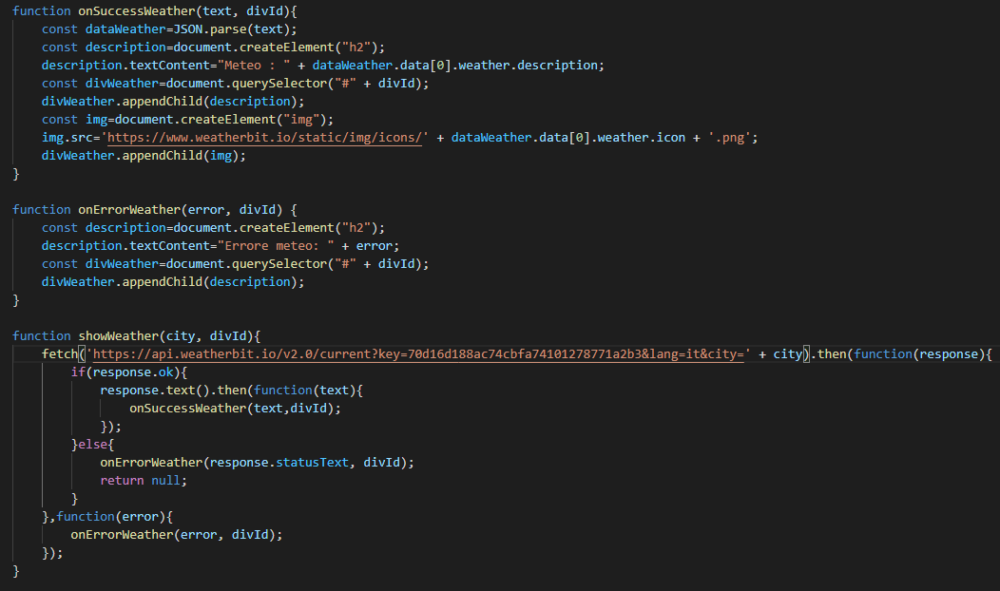 function onSuccessWeather(text, divId){
const dataWeather=JSON.parse(text);
const description=document.createElement("h2");
description.textContent="Meteo : " + dataWeather.data[0].weather.description;
const divWeather=document.querySelector("#" + divId);
divWeather.appendChild(description);
const img=document.createElement("img");
img.src='https://www.weatherbit.io/static/img/icons/' + dataWeather.data[0].weather.icon + '.png';
divWeather.appendChild(img);
}
function onErrorWeather(error, divId) {
const description=document.createElement("h2");
description.textContent="Errore meteo: " + error;
const divWeather=document.querySelector("#" + divId);
divWeather.appendChild(description);
}
function showWeather(city, divId){
fetch('https://api.weatherbit.io/v2.0/current?key=70d16d188ac74cbfa74101278771a2b3&lang=it&city=' + city).then(function(response){
if(response.ok){
response.text().then(function(text){
onSuccessWeather(text,divId);
});
}else{
onErrorWeather(response.statusText, divId);
return null;
}
},function(error){
onErrorWeather(error, divId);
});
}